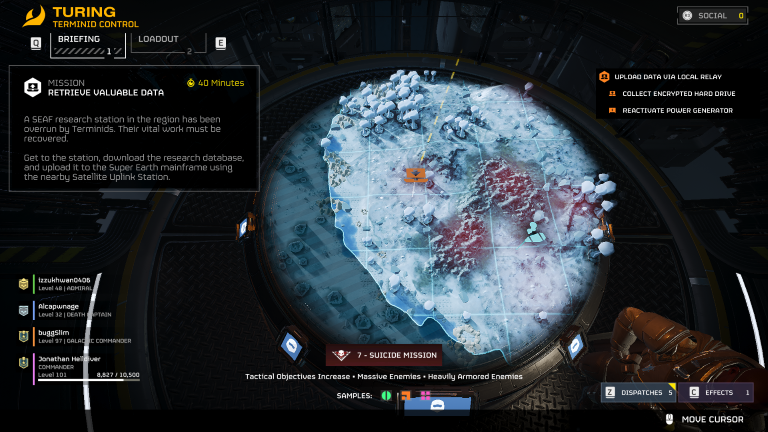 TURING
TERMINID CONTROL
SOCIAL 0
Q
BRIEFING
1
LOADOUT
2
E
MISSION
RETRIEVE VALUABLE DATA
40 Minutes
A SEAF research station in the region has been
overrun by Terminids. Their vital work must be
recovered.
Get to the station, download the research database,
and upload it to the Super Earth mainframe using
the nearby Satellite Uplink Station.
UPLOAD DATA VIA LOCAL RELAY
COLLECT ENCRYPTED HARD DRIVE
REACTIVATE POWER GENERATOR
Izzukhwan0406
Level 48 | ADMIRAL
Alcapwnage
Level 32 | DEATH CAPTAIN
buggSlim
Level 97 | GALACTIC COMMANDER
Jonathan Helldiver
COMMANDER
Level 101 8,827 / 10,500
7 - SUICIDE MISSION
Tactical Objectives Increase • Massive Enemies • Heavily Armored Enemies
SAMPLES:
Z DISPATCHES 5
C EFFECTS 1
MOVE CURSOR